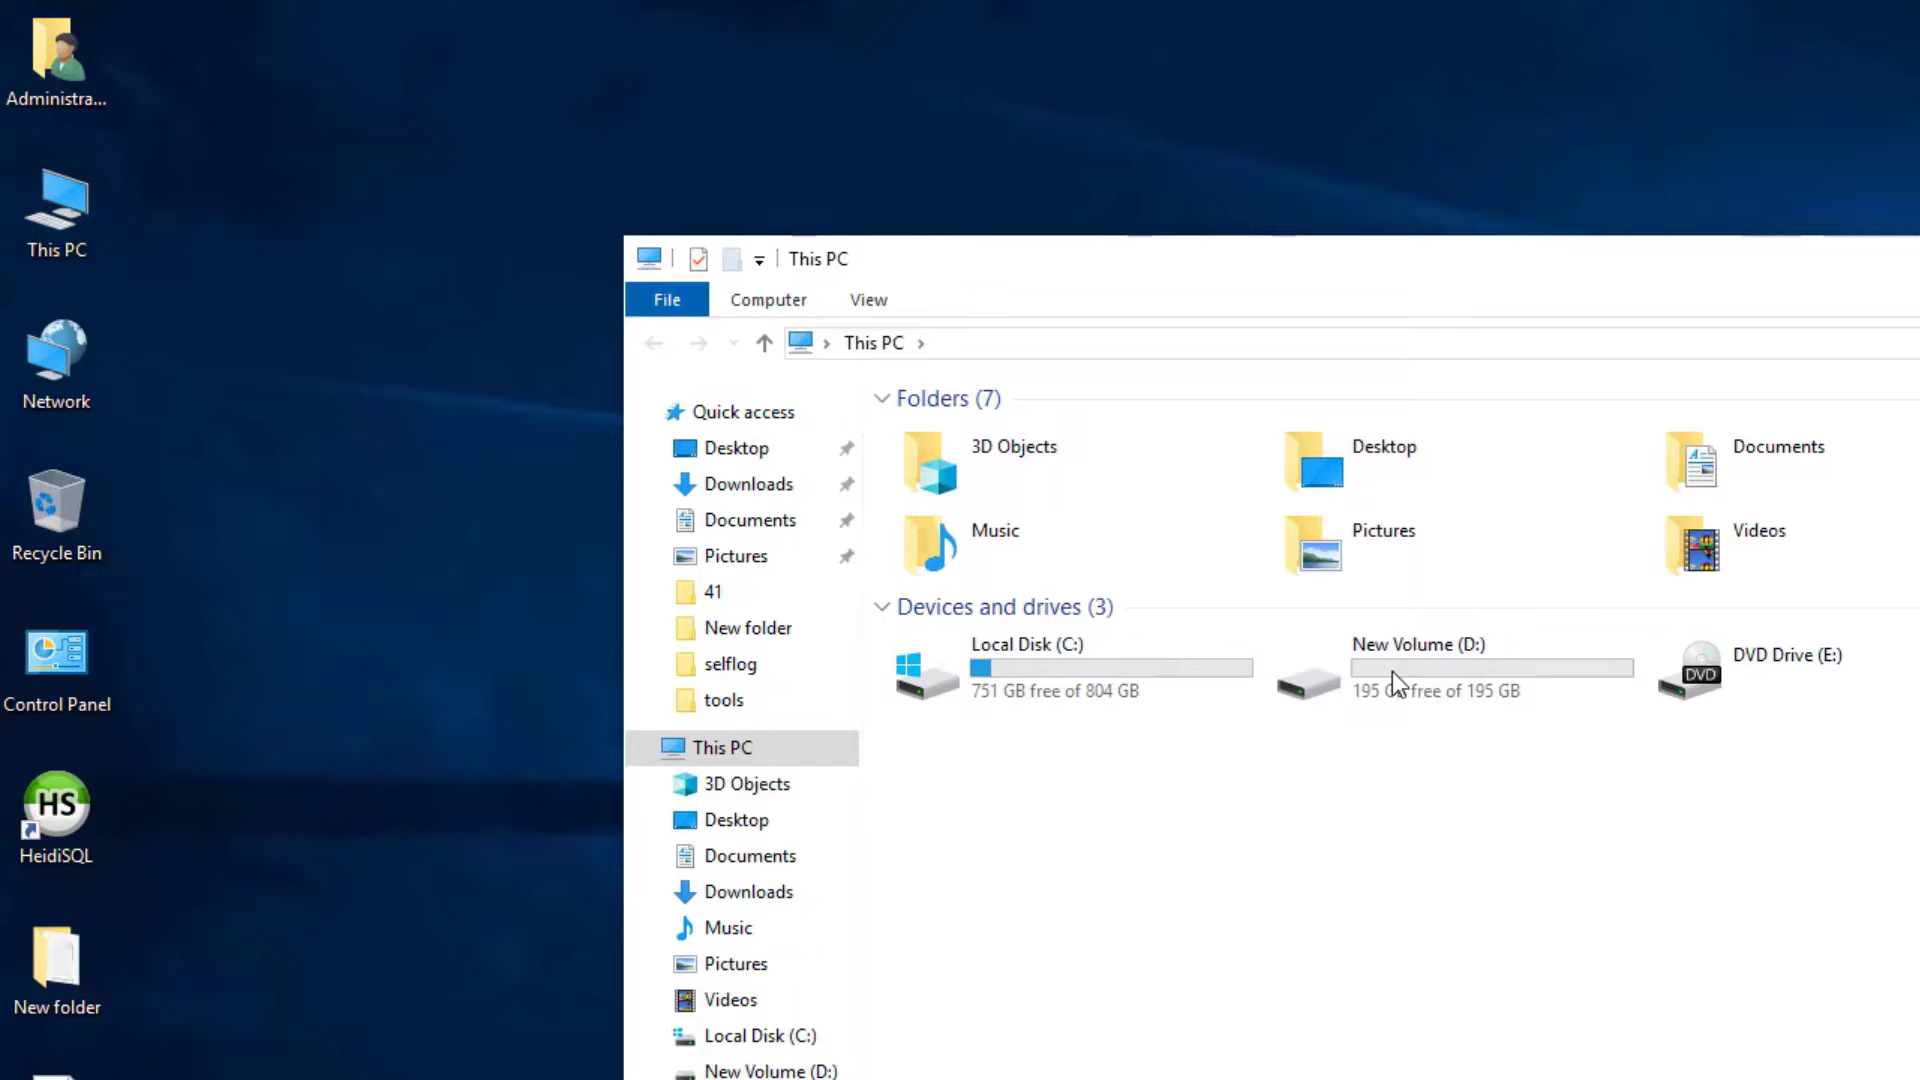 Administra...
This PC
Network
Recycle Bin
Control Panel
HS
HeidiSQL
New folder
This PC
File Computer View
This PC
Quick access
Desktop
Downloads
Documents
Pictures
41
New folder
selflog
tools
This PC
3D Objects
Desktop
Documents
Downloads
Music
Pictures
Videos
Local Disk (C:)
New Volume (D:)
Folders (7)
3D Objects Desktop Documents
Music Pictures Videos
Devices and drives (3)
Local Disk (C:)
751 GB free of 804 GB
New Volume (D:)
195 GB free of 195 GB
DVD Drive (E:)
DVD